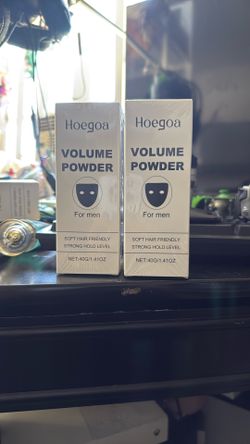 Hoegoa
VOLUME
POWDER
For men
SOFT HAIR FRIENDLY
STRONG HOLD LEVEL
NET:40G/1.41OZ
Hoegoa
VOLUME
POWDER
For men
SOFT HAIR FRIENDLY
STRONG HOLD LEVEL
NET:40G/1.41OZ